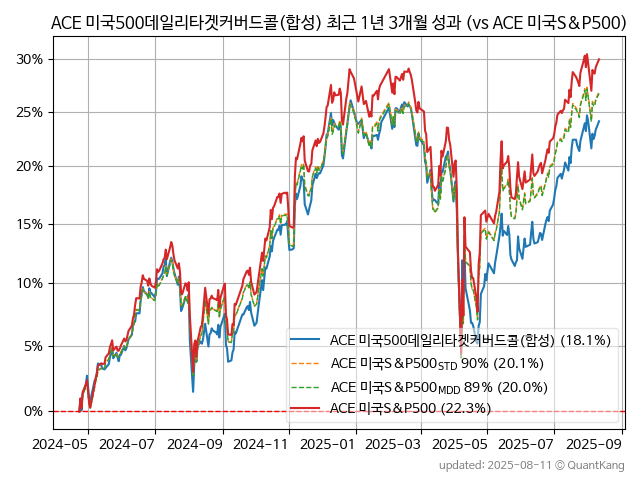 ACE 미국500데일리타겟커버드콜(합성) 최근 1년 3개월 성과 (vs ACE 미국S&P500)
30%
25%
20%
15%
10%
5%
0%
ACE 미국500데일리타겟커버드콜(합성) (18.1%)
ACE 미국S&P500STD 90% (20.1%)
ACE 미국S&P500MDD 89% (20.0%)
ACE 미국S&P500 (22.3%)
2024-05 2024-07 2024-09 2024-11 2025-01 2025-03 2025-05 2025-07 2025-09
updated: 2025-08-11 © QuantKang